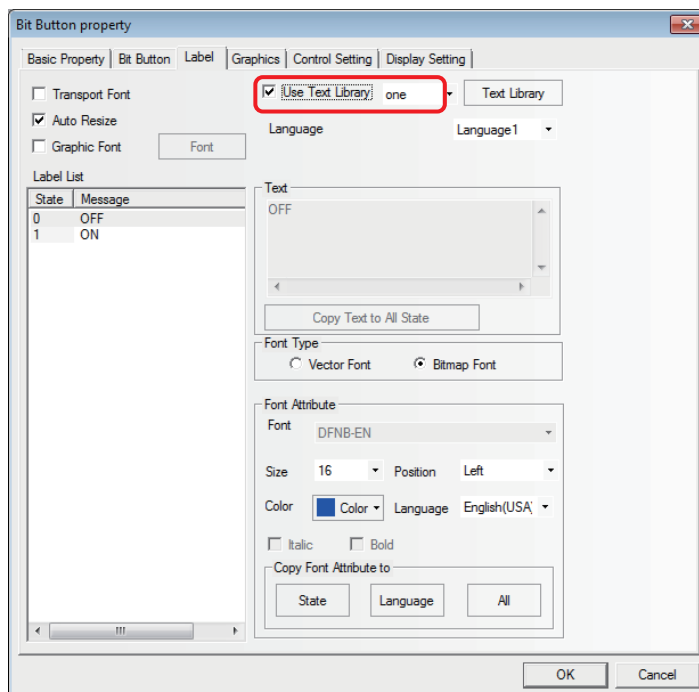 Bit Button property
Basic Property Bit Button Label Graphics Control Setting Display Setting
Transport Font
Use Text Library one Text Library
Auto Resize
Language Language1
Graphic Font Font
Label List
State Message
0 OFF
1 ON
Text
OFF
Copy Text to All State
Font Type
Vector Font Bitmap Font
Font Attribute
Font DFNB-EN
Size 16 Position Left
Color Color Language English(USA)
Italic Bold
Copy Font Attribute to
State Language All
OK Cancel